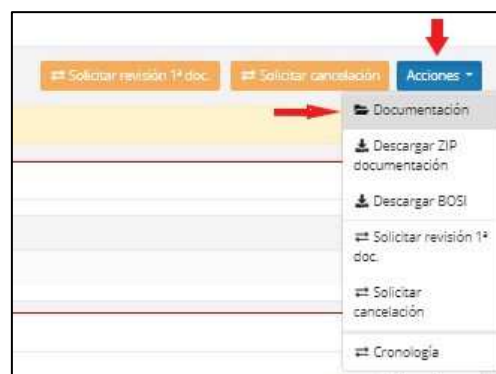 Solicitar revisión 1ª doc.
Solicitar cancelación
Acciones
Documentación
Descargar ZIP
documentación
Descargar BOSI
Solicitar revisión 1ª
doc.
Solicitar
cancelación
Cronología